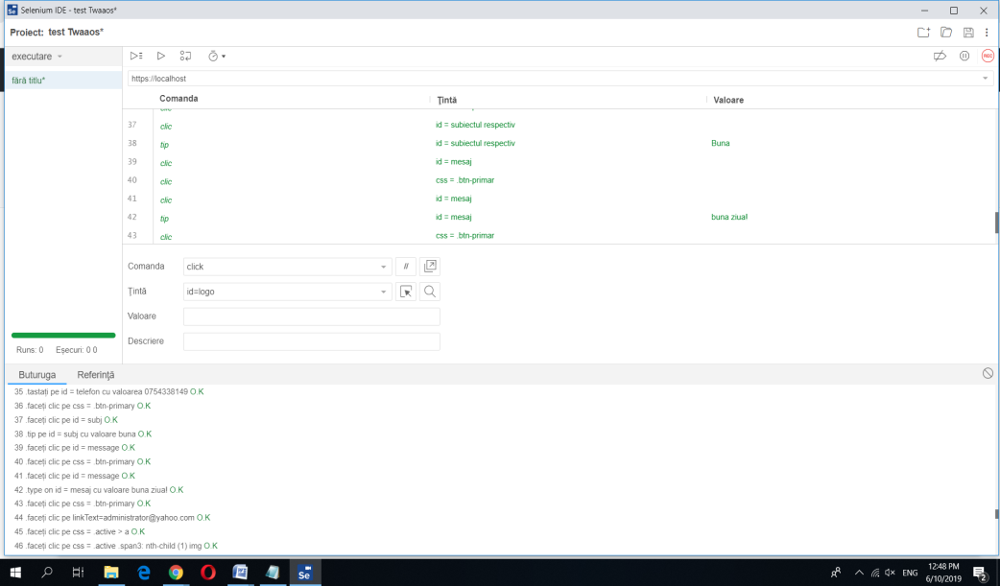 Selenium IDE - test Twaaos*
Proiect: test Twaaos*
executare
https://localhost
fără titlu*
Comanda Țintă Valoare
clic
37 clic id = subiectul respectiv
38 tip id = subiectul respectiv Buna
39 clic id = mesaj
40 clic css = .btn-primar
41 clic id = mesaj
42 tip id = mesaj buna ziua!
43 clic css = .btn-primar
Comanda click //
Țintă id=logo
Valoare
Descriere
Runs: 0 Eșecuri: 0 0
Buturuga Referință
35 .tastați pe id = telefon cu valoarea 0754338149 O.K
36 .faceți clic pe css = .btn-primary O.K
37 .faceți clic pe id = subj O.K
38 .tip pe id = subj cu valoare buna O.K
39 .faceți clic pe id = message O.K
40 .faceți clic pe css = .btn-primary O.K
41 .faceți clic pe id = message O.K
42 .type on id = mesaj cu valoare buna ziua! O.K
43 .faceți clic pe css = .btn-primary O.K
44 .faceți clic pe linkText=administrator@yahoo.com O.K
45 .faceți clic pe css = .active > a O.K
46 .faceți clic pe css = .active .span3: nth-child (1) img O.K
REC
Se
ENG
12:48 PM
6/10/2019
2